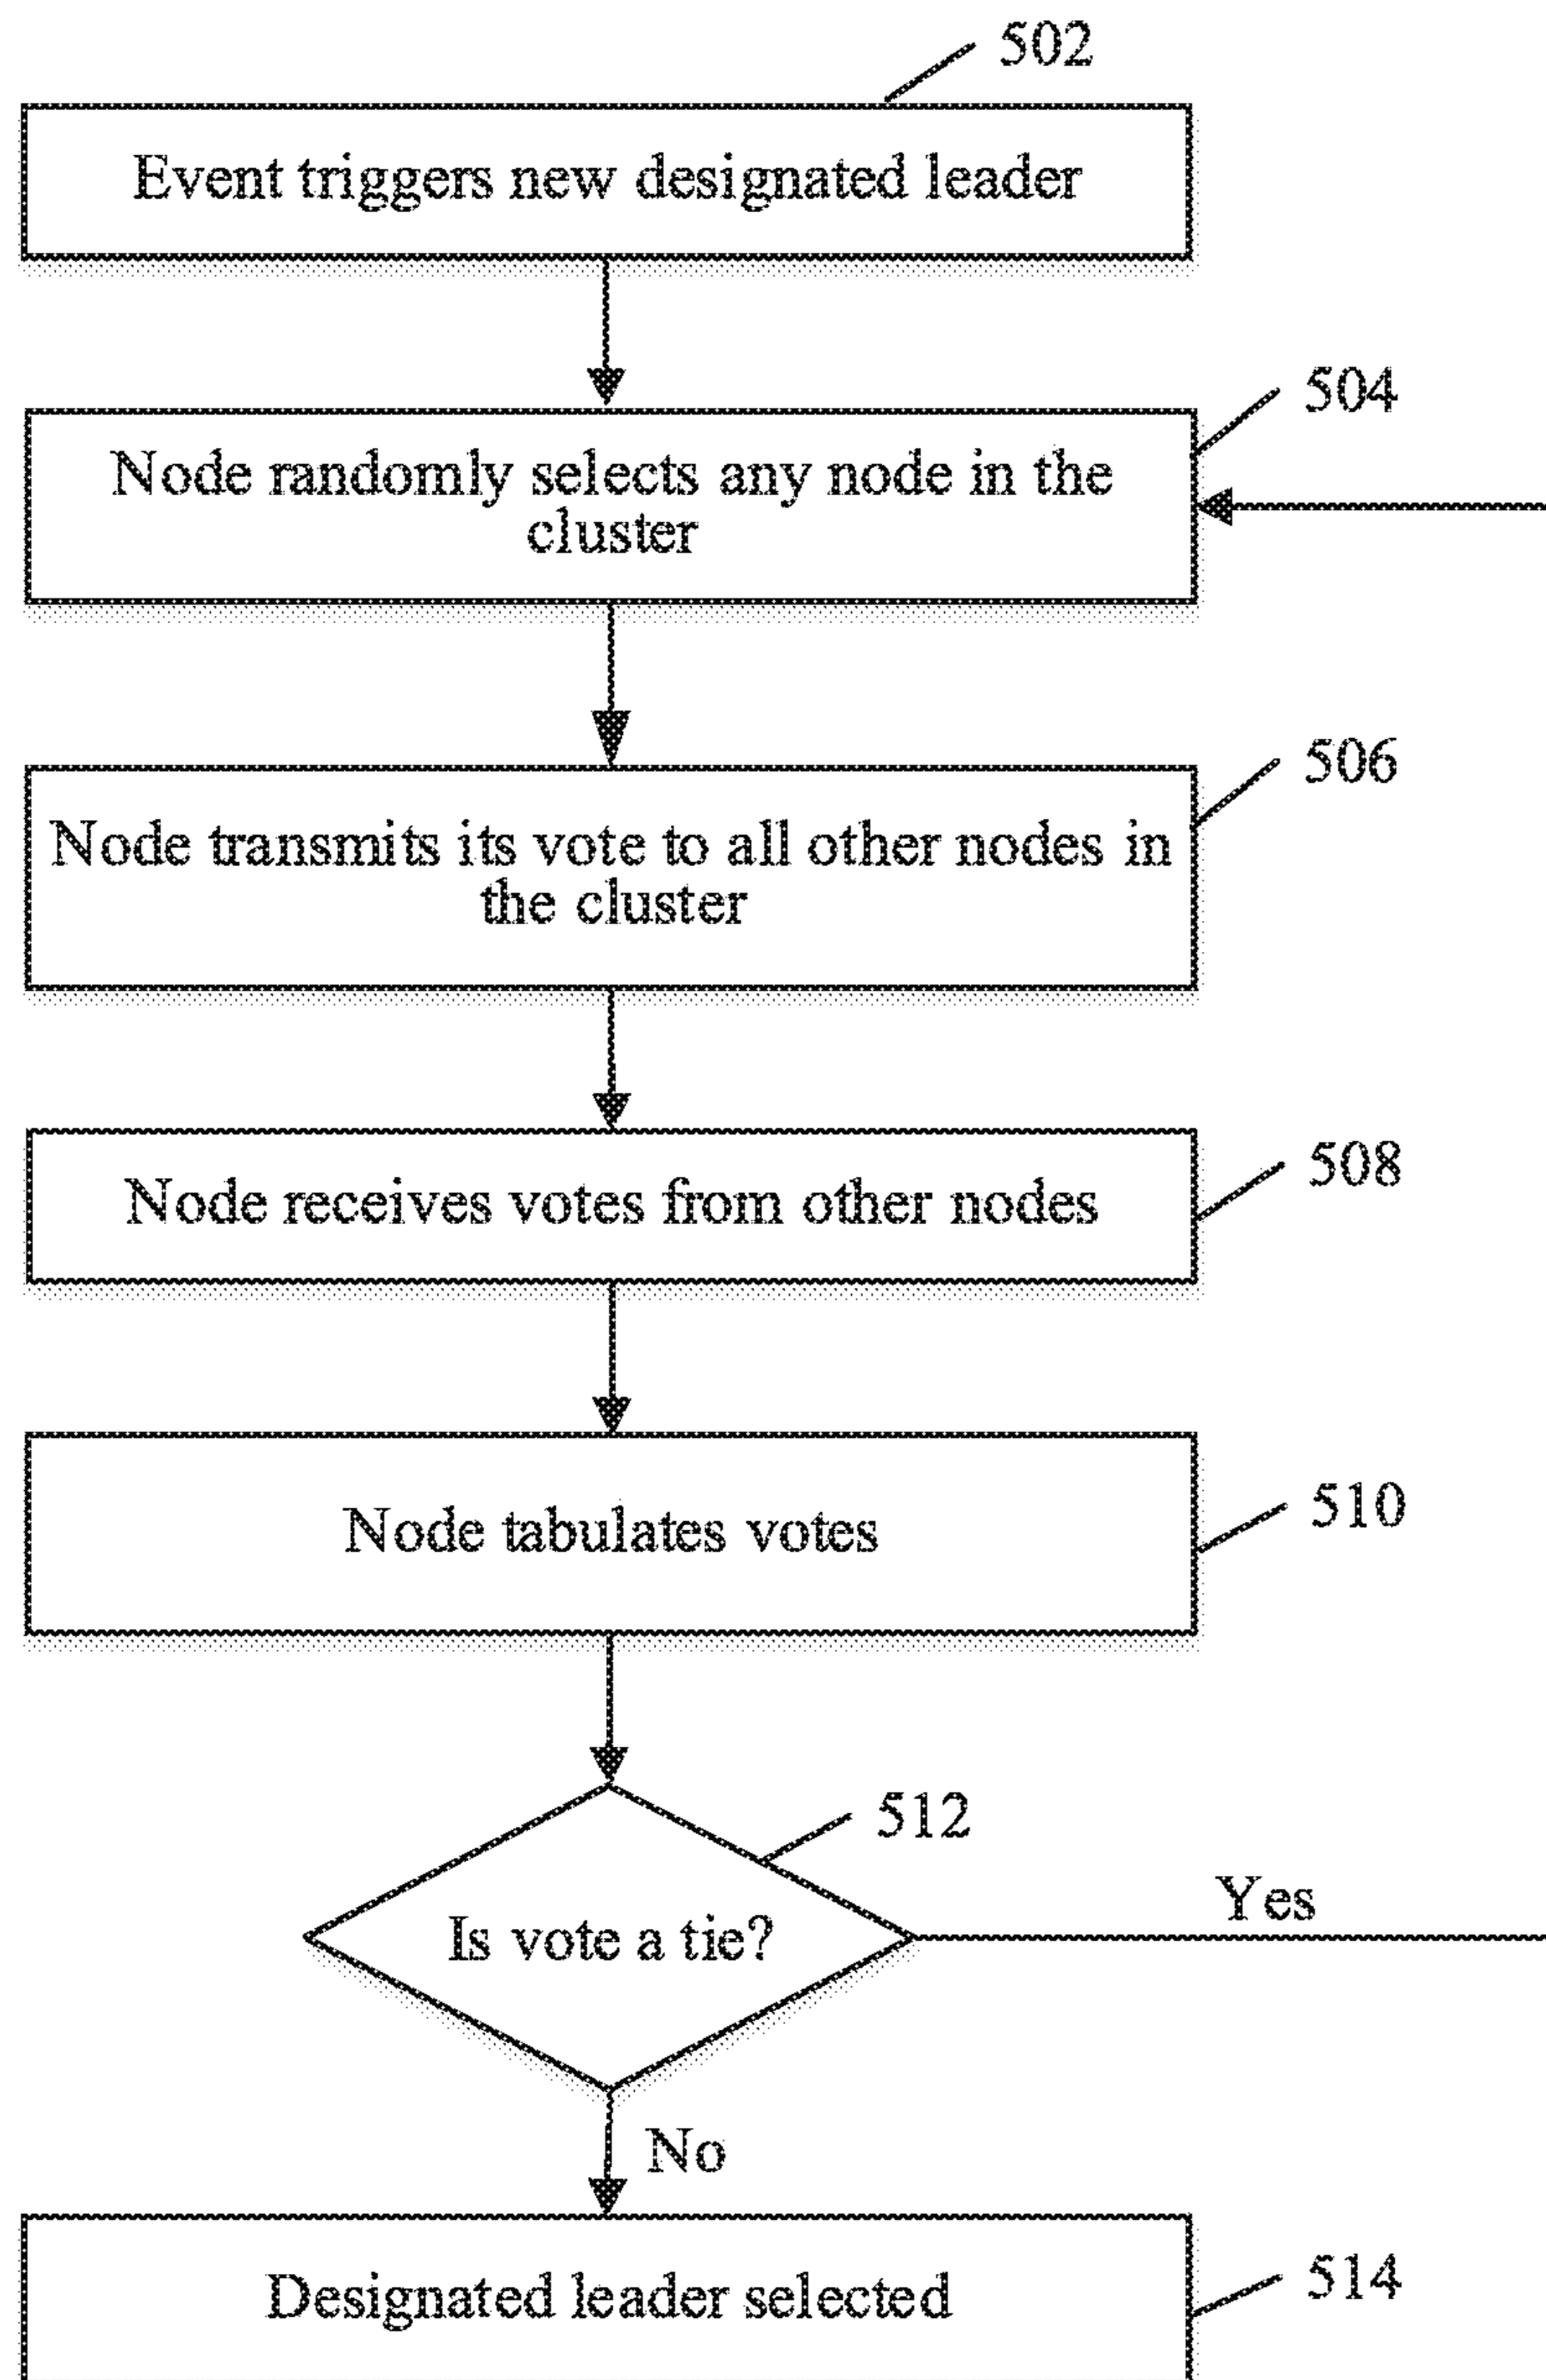 502
Event triggers new designated leader
504
Node randomly selects any node in the
cluster
506
Node transmits its vote to all other nodes in
the cluster
508
Node receives votes from other nodes
510
Node tabulates votes
512
Is vote a tie?
Yes
No
514
Designated leader selected